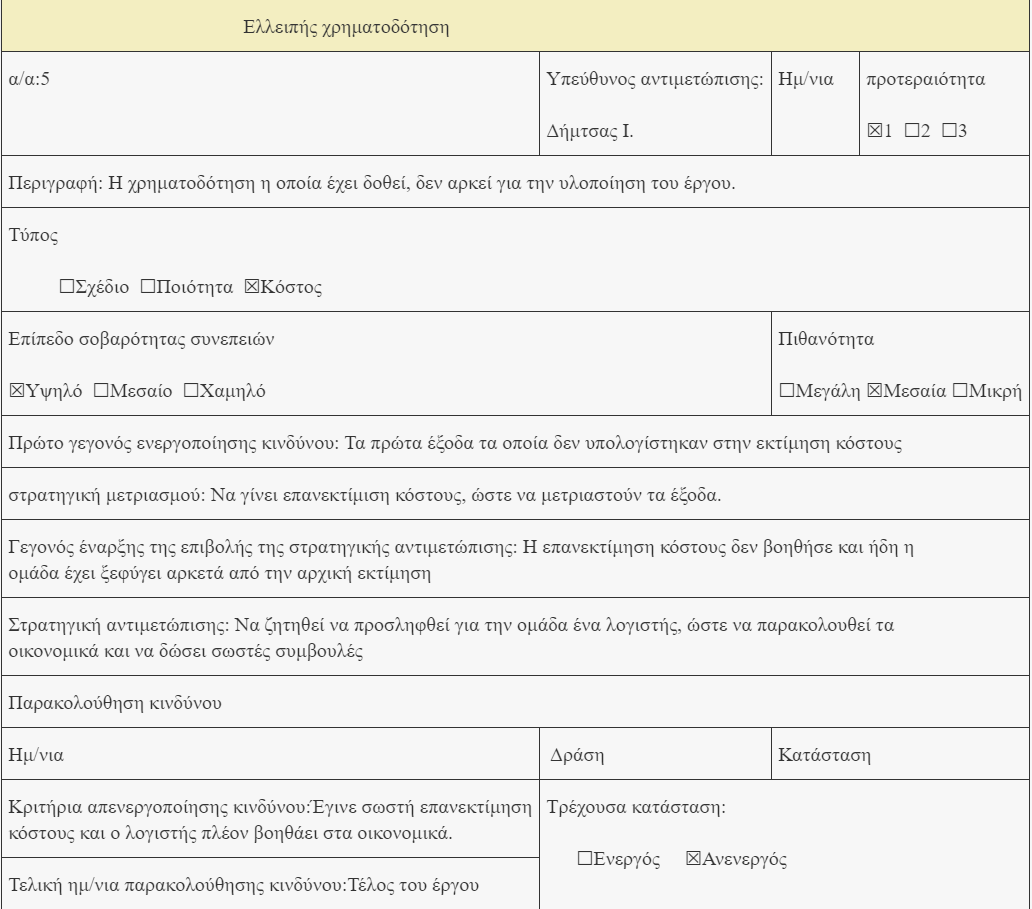 Ελλειπής χρηματοδότηση
α/α:5
Υπεύθυνος αντιμετώπισης:
Δήμτσας Ι.
Ημ/νια
προτεραιότητα
☒1 ☐2 ☐3
Περιγραφή: Η χρηματοδότηση η οποία έχει δοθεί, δεν αρκεί για την υλοποίηση του έργου.
Τύπος
☐Σχέδιο ☐Ποιότητα ☒Κόστος
Επίπεδο σοβαρότητας συνεπειών
☒Υψηλό ☐Μεσαίο ☐Χαμηλό
Πιθανότητα
☐Μεγάλη ☒Μεσαία ☐Μικρή
Πρώτο γεγονός ενεργοποίησης κινδύνου: Τα πρώτα έξοδα τα οποία δεν υπολογίστηκαν στην εκτίμηση κόστους
στρατηγική μετριασμού: Να γίνει επανεκτίμιση κόστους, ώστε να μετριαστούν τα έξοδα.
Γεγονός έναρξης της επιβολής της στρατηγικής αντιμετώπισης: Η επανεκτίμηση κόστους δεν βοηθήσε και ήδη η
ομάδα έχει ξεφύγει αρκετά από την αρχική εκτίμηση
Στρατηγική αντιμετώπισης: Να ζητηθεί να προσληφθεί για την ομάδα ένα λογιστής, ώστε να παρακολουθεί τα
οικονομικά και να δώσει σωστές συμβουλές
Παρακολούθηση κινδύνου
Ημ/νια
Δράση
Κατάσταση
Κριτήρια απενεργοποίησης κινδύνου:Έγινε σωστή επανεκτίμηση
κόστους και ο λογιστής πλέον βοηθάει στα οικονομικά.
Τρέχουσα κατάσταση:
☐Ενεργός ☒Ανενεργός
Τελική ημ/νια παρακολούθησης κινδύνου:Τέλος του έργου